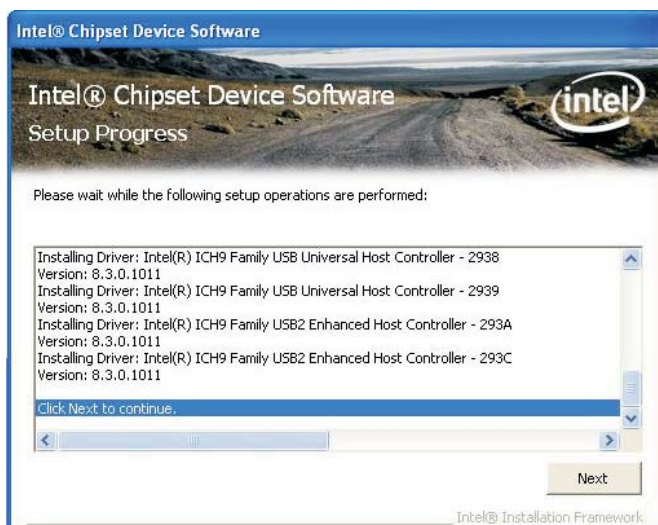 Intel® Chipset Device Software
Intel® Chipset Device Software
intel
Setup Progress
Please wait while the following setup operations are performed:
Installing Driver: Intel(R) ICH9 Family USB Universal Host Controller - 2938
Version: 8.3.0.1011
Installing Driver: Intel(R) ICH9 Family USB Universal Host Controller - 2939
Version: 8.3.0.1011
Installing Driver: Intel(R) ICH9 Family USB2 Enhanced Host Controller - 293A
Version: 8.3.0.1011
Installing Driver: Intel(R) ICH9 Family USB2 Enhanced Host Controller - 293C
Version: 8.3.0.1011
Click Next to continue.
Next
Intel® Installation Framework